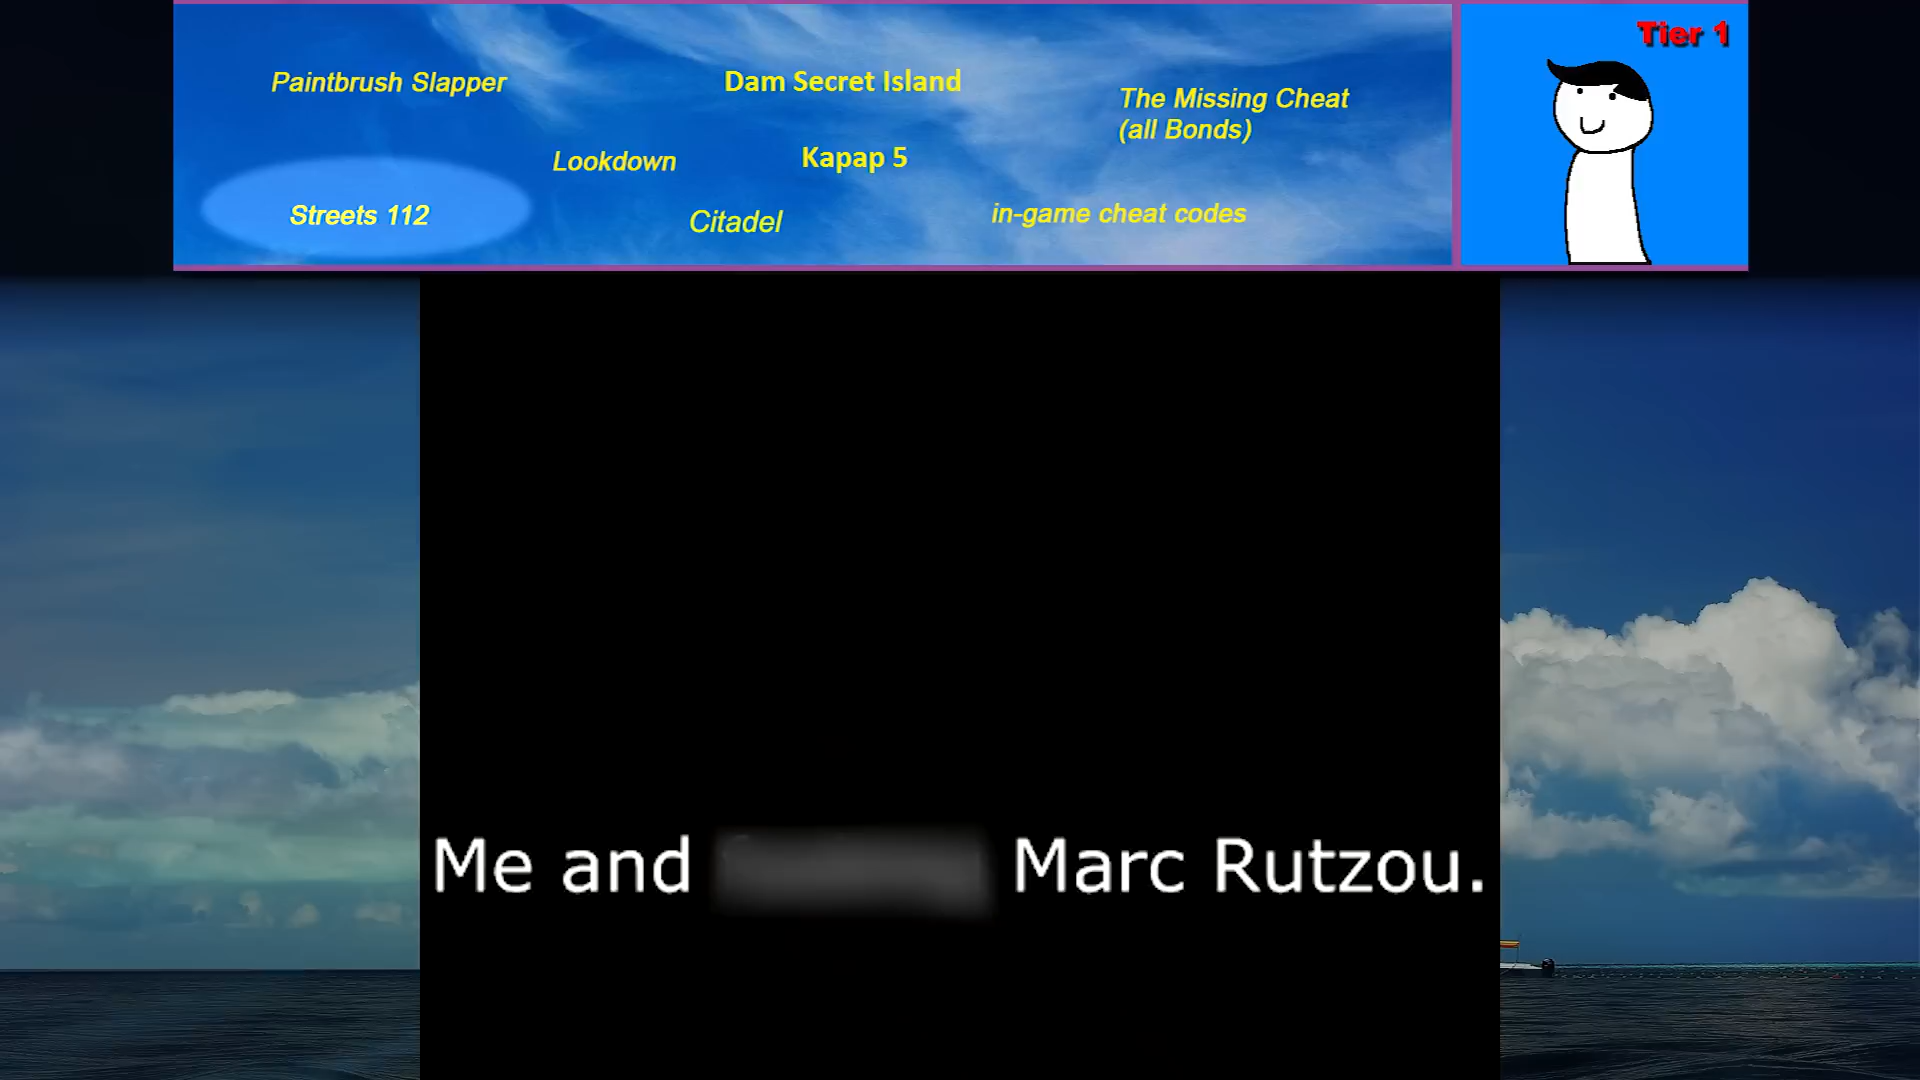 Tier 1
Paintbrush Slapper
Dam Secret Island
The Missing Cheat
(all Bonds)
Lookdown
Kapap 5
Streets 112
Citadel
in-game cheat codes
Me and Marc Rutzou.